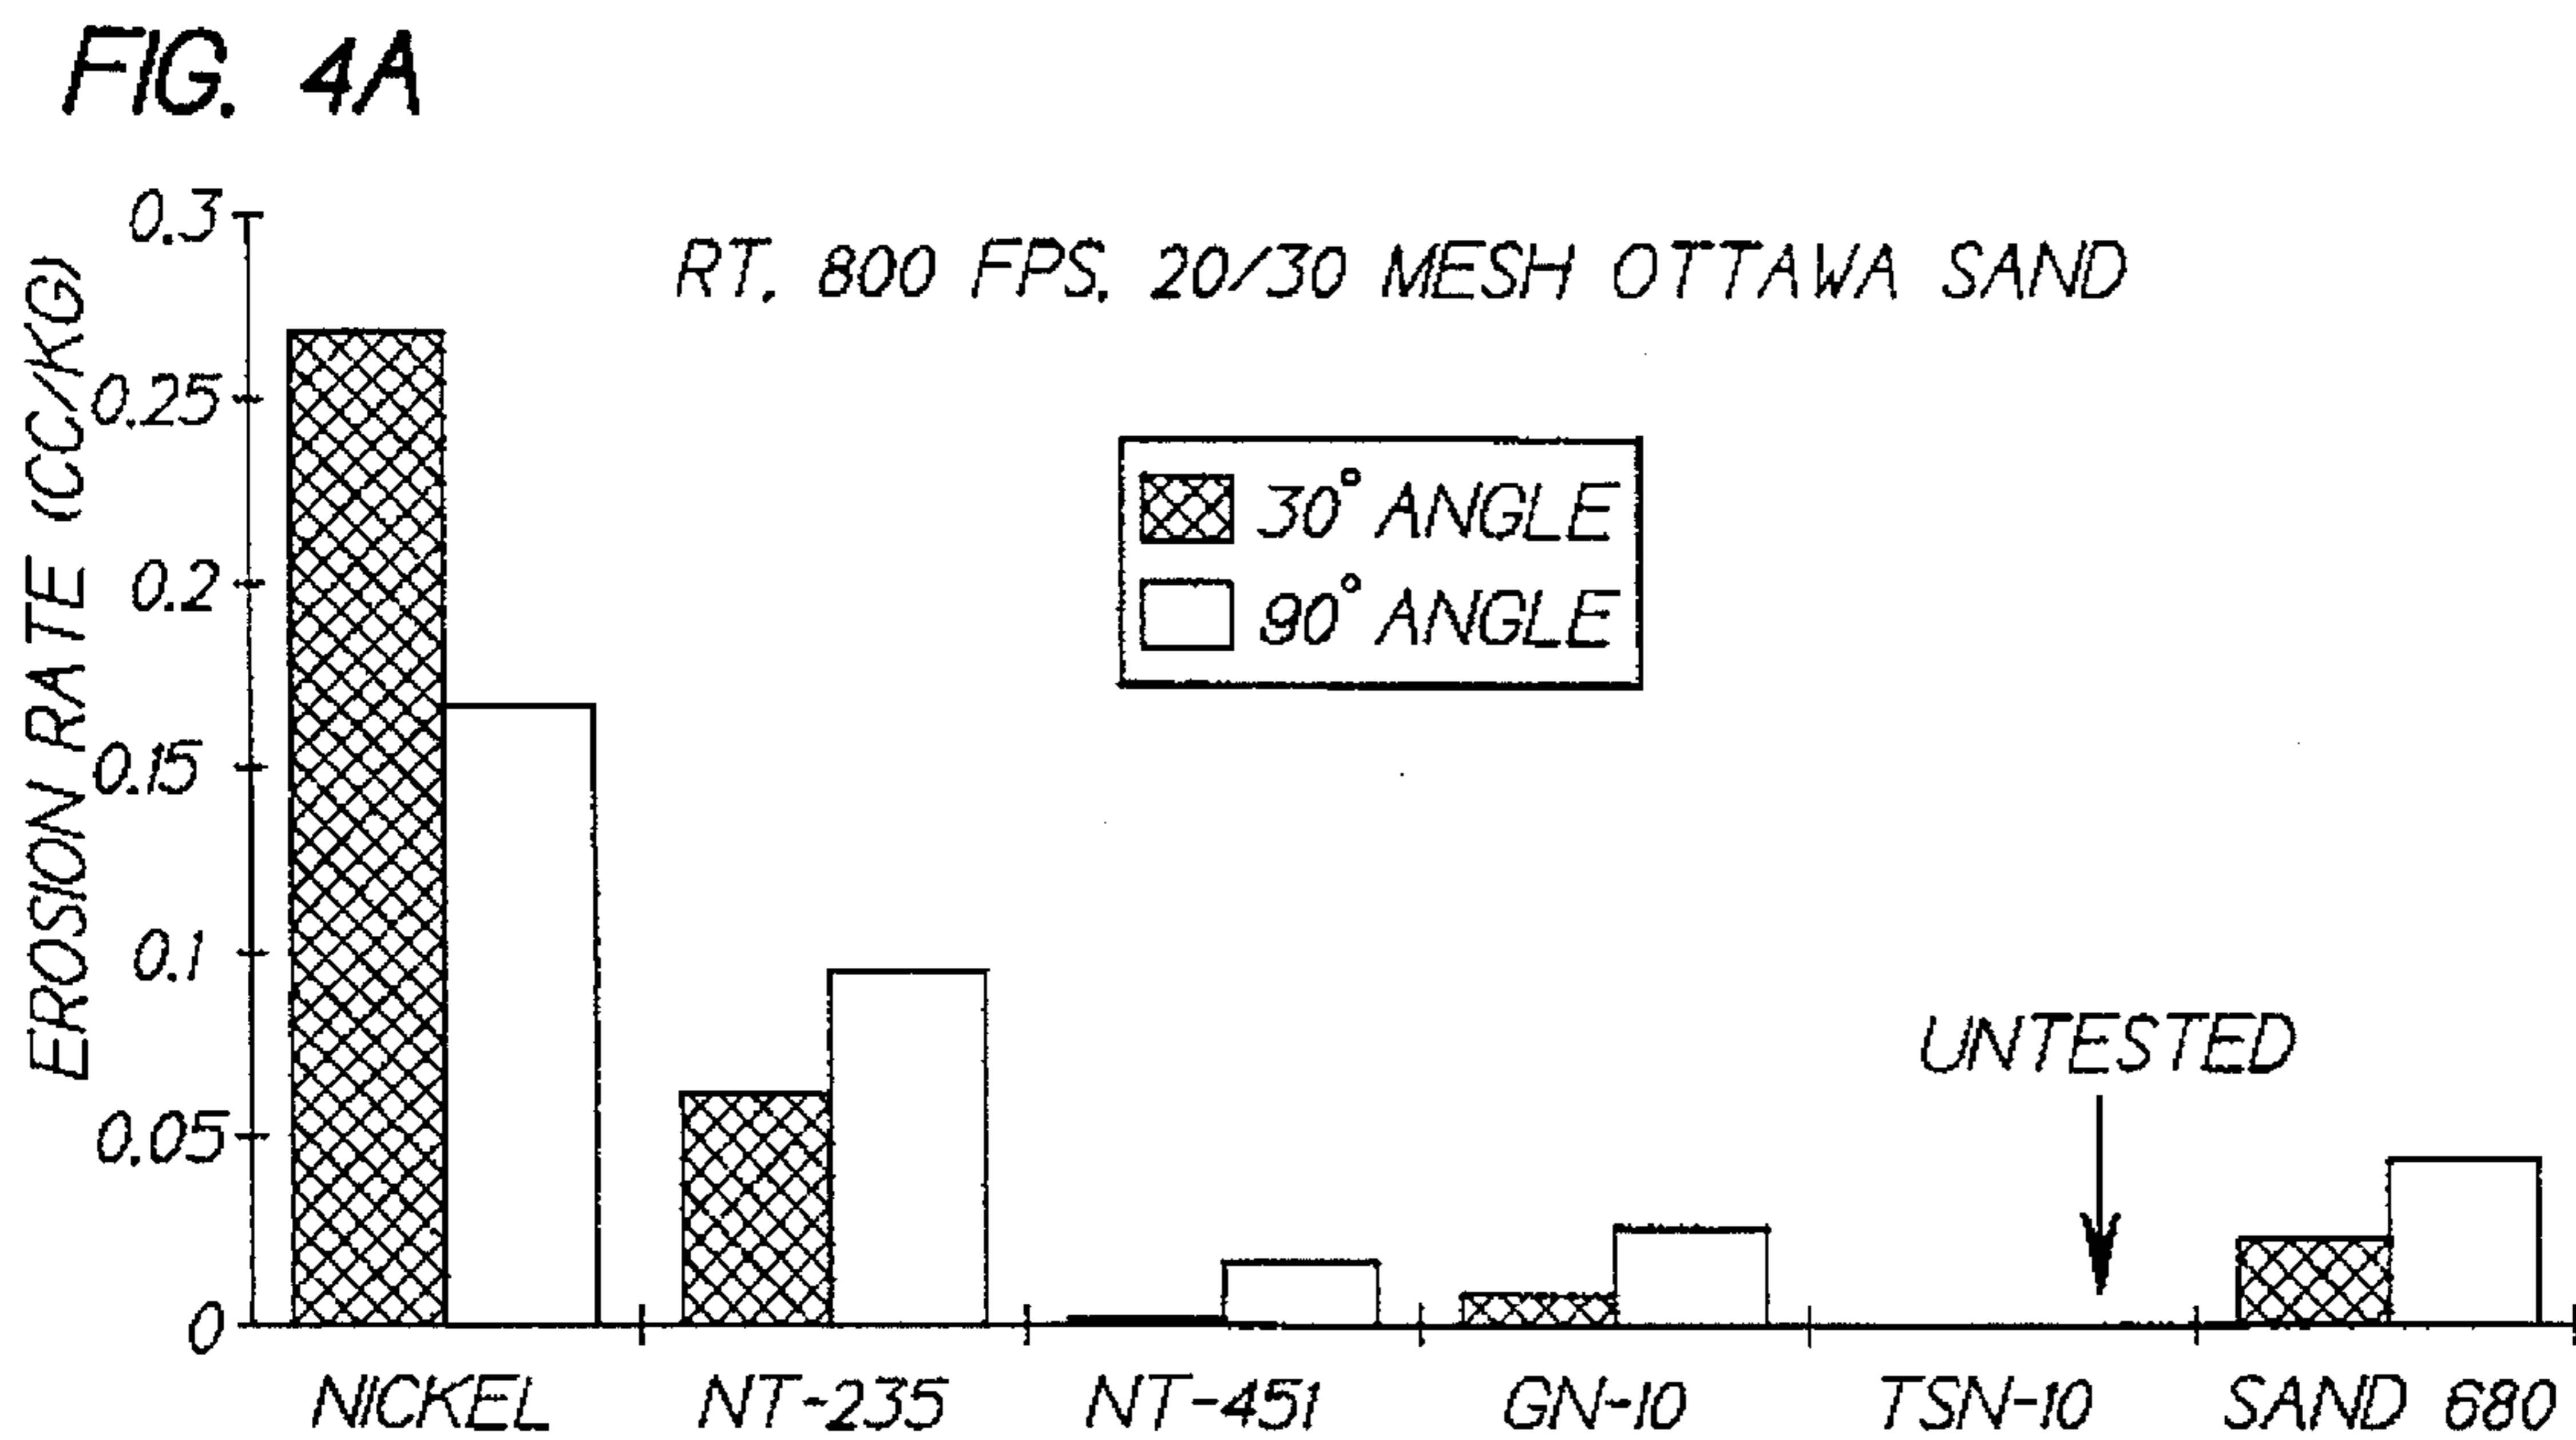 FIG. 4A
EROSION RATE (CC/KG)
0.3
0.25
0.2
0.15
0.1
0.05
0
RT, 800 FPS, 20/30 MESH OTTAWA SAND
30° ANGLE
90° ANGLE
UNTESTED
NICKEL NT-235 NT-451 GN-10 TSN-10 SAND 680